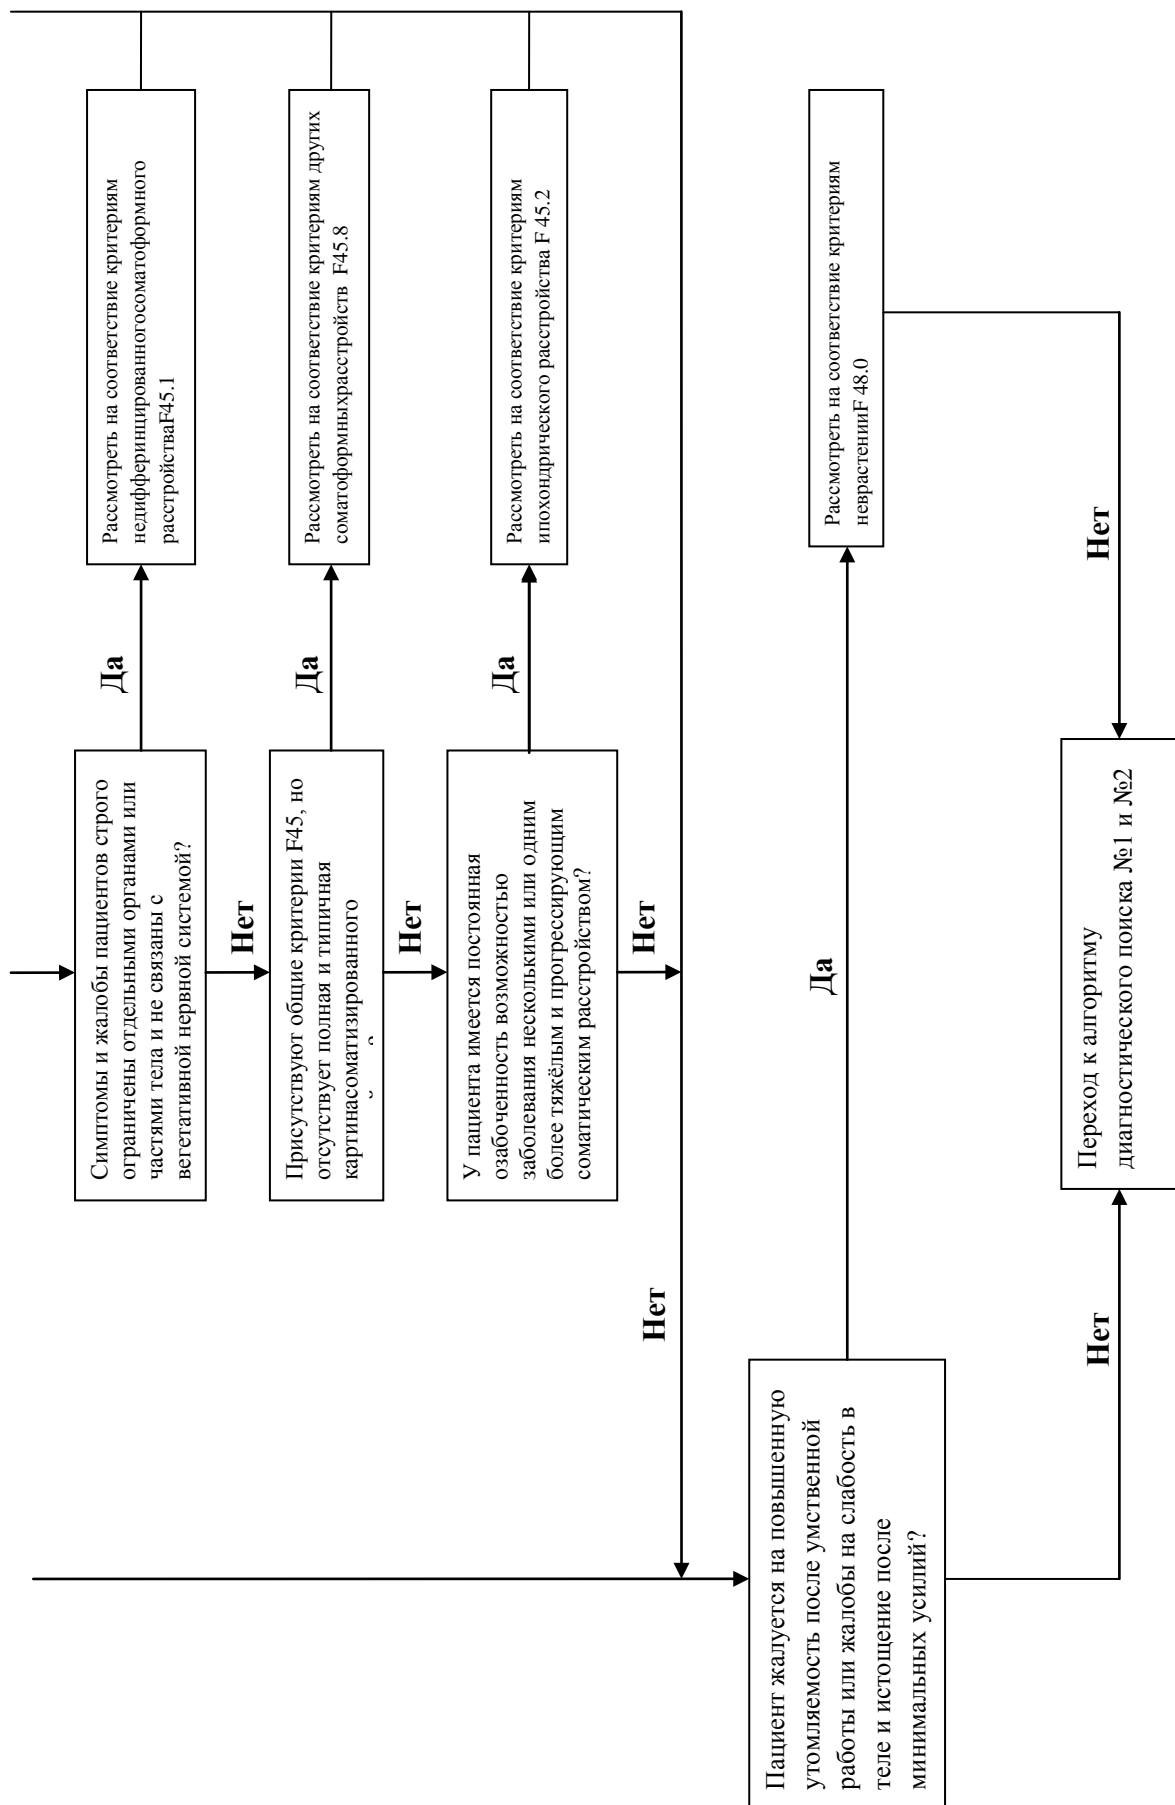 Симптомы и жалобы пациентов строго
ограничены отдельными органами или
частями тела и не связаны с
вегетативной нервной системой?
Да
Рассмотреть на соответствие критериям
недифферинцированногосоматоформного
расстройстваF45.1
Нет
Присутствуют общие критерии F45, но
отсутствует полная и типичная
картинасоматизированного
Да
Рассмотреть на соответствие критерям других
соматоформныхрасстройств F45.8
Нет
У пациента имеется постоянная
озабоченность возможностью
заболевания несколькими или одним
более тяжёлым и прогрессирующим
соматическим расстройством?
Да
Рассмотреть на соответствие критериям
ипохондрического расстройства F 45.2
Нет
Нет
Пациент жалуется на повышенную
утомляемость после умственной
работы или жалобы на слабость в
теле и истощение после
минимальных усилий?
Да
Рассмотреть на соответствие критериям
неврастенииF 48.0
Нет
Нет
Переход к алгоритму
диагностического поиска №1 и №2